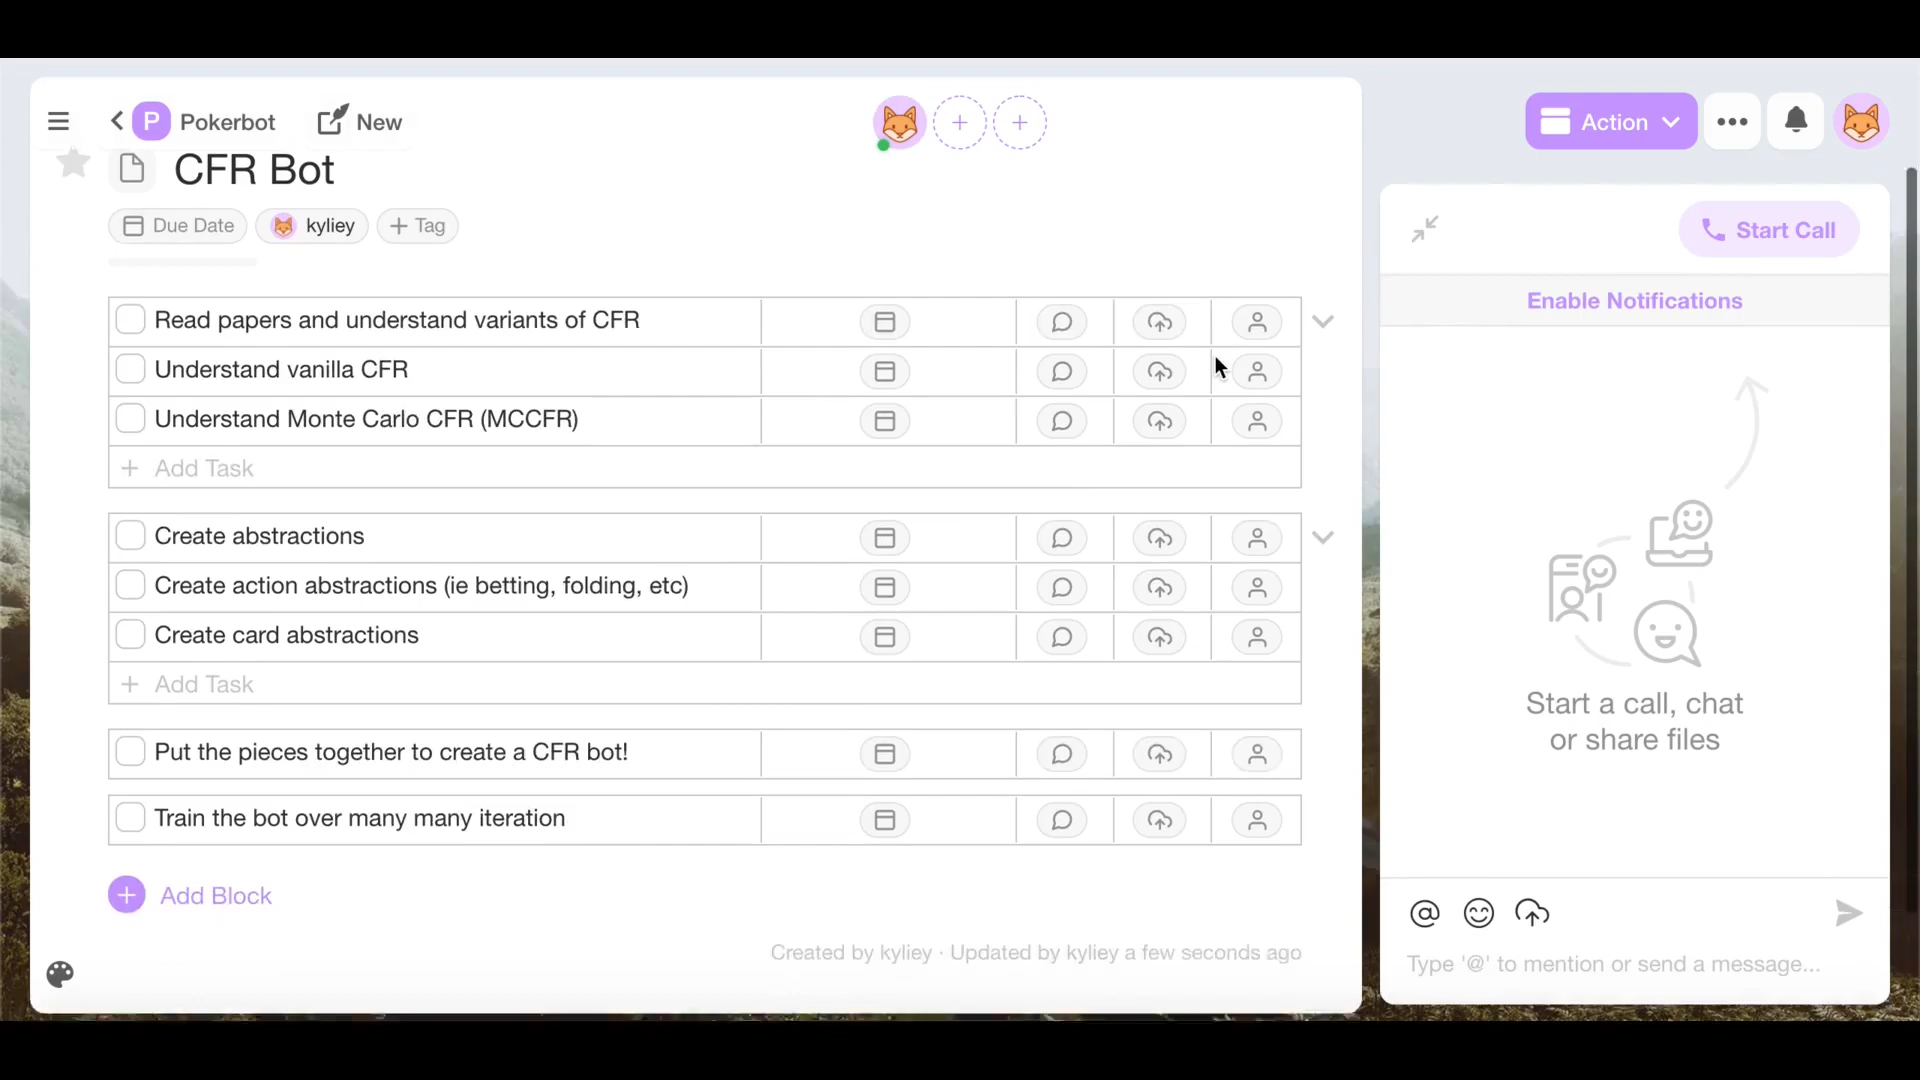 P Pokerbot New
Action
CFR Bot
Due Date kyliey + Tag
Start Call
Enable Notifications
Read papers and understand variants of CFR
Understand vanilla CFR
Understand Monte Carlo CFR (MCCFR)
+ Add Task
Create abstractions
Create action abstractions (ie betting, folding, etc)
Create card abstractions
+ Add Task
Put the pieces together to create a CFR bot!
Train the bot over many many iteration
+ Add Block
Created by kyliey · Updated by kyliey a few seconds ago
Start a call, chat
or share files
Type '@' to mention or send a message...